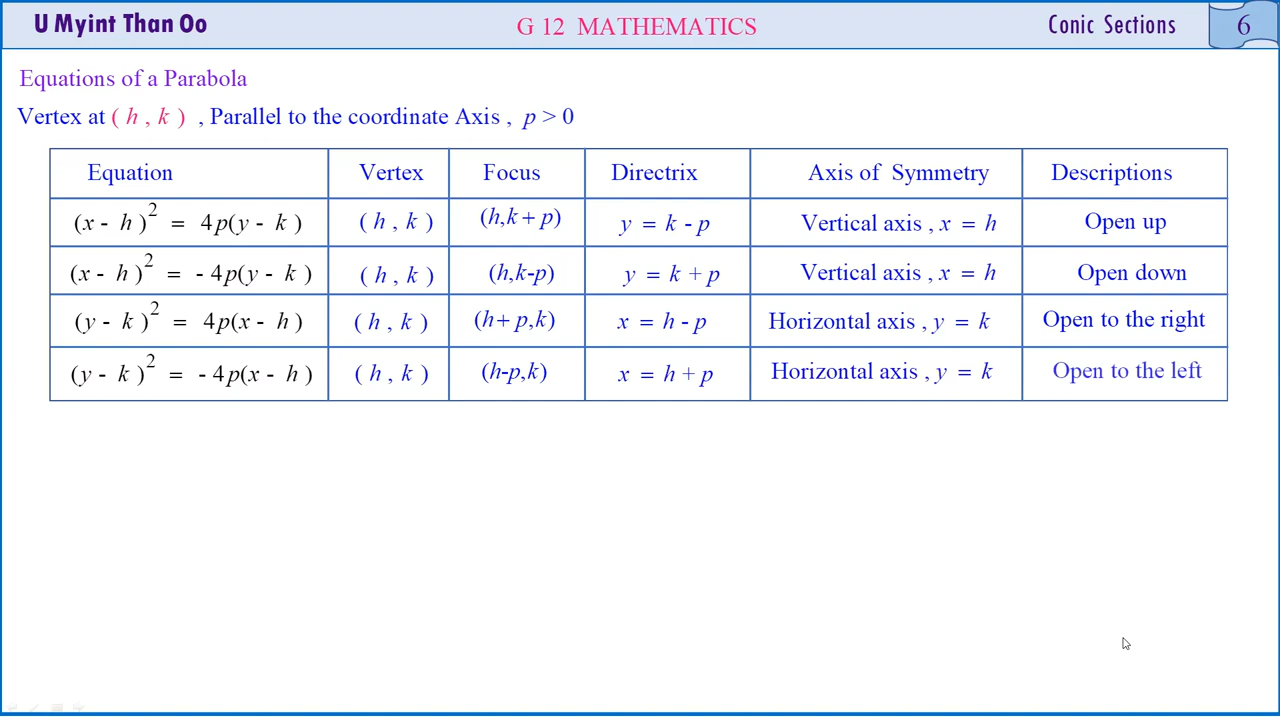 U Myint Than Oo G 12 MATHEMATICS Conic Sections 6
Equations of a Parabola
Vertex at ( h , k ) , Parallel to the coordinate Axis , p > 0
Equation Vertex Focus Directrix Axis of Symmetry Descriptions
(x - h )² = 4p(y - k ) ( h , k ) (h,k + p) y = k - p Vertical axis , x = h Open up
(x - h )² = - 4p(y - k ) ( h , k ) (h,k-p) y = k + p Vertical axis , x = h Open down
(y - k )² = 4p(x - h ) ( h , k ) (h+ p,k) x = h - p Horizontal axis , y = k Open to the right
(y - k )² = - 4p(x - h ) ( h , k ) (h-p,k) x = h + p Horizontal axis , y = k Open to the left